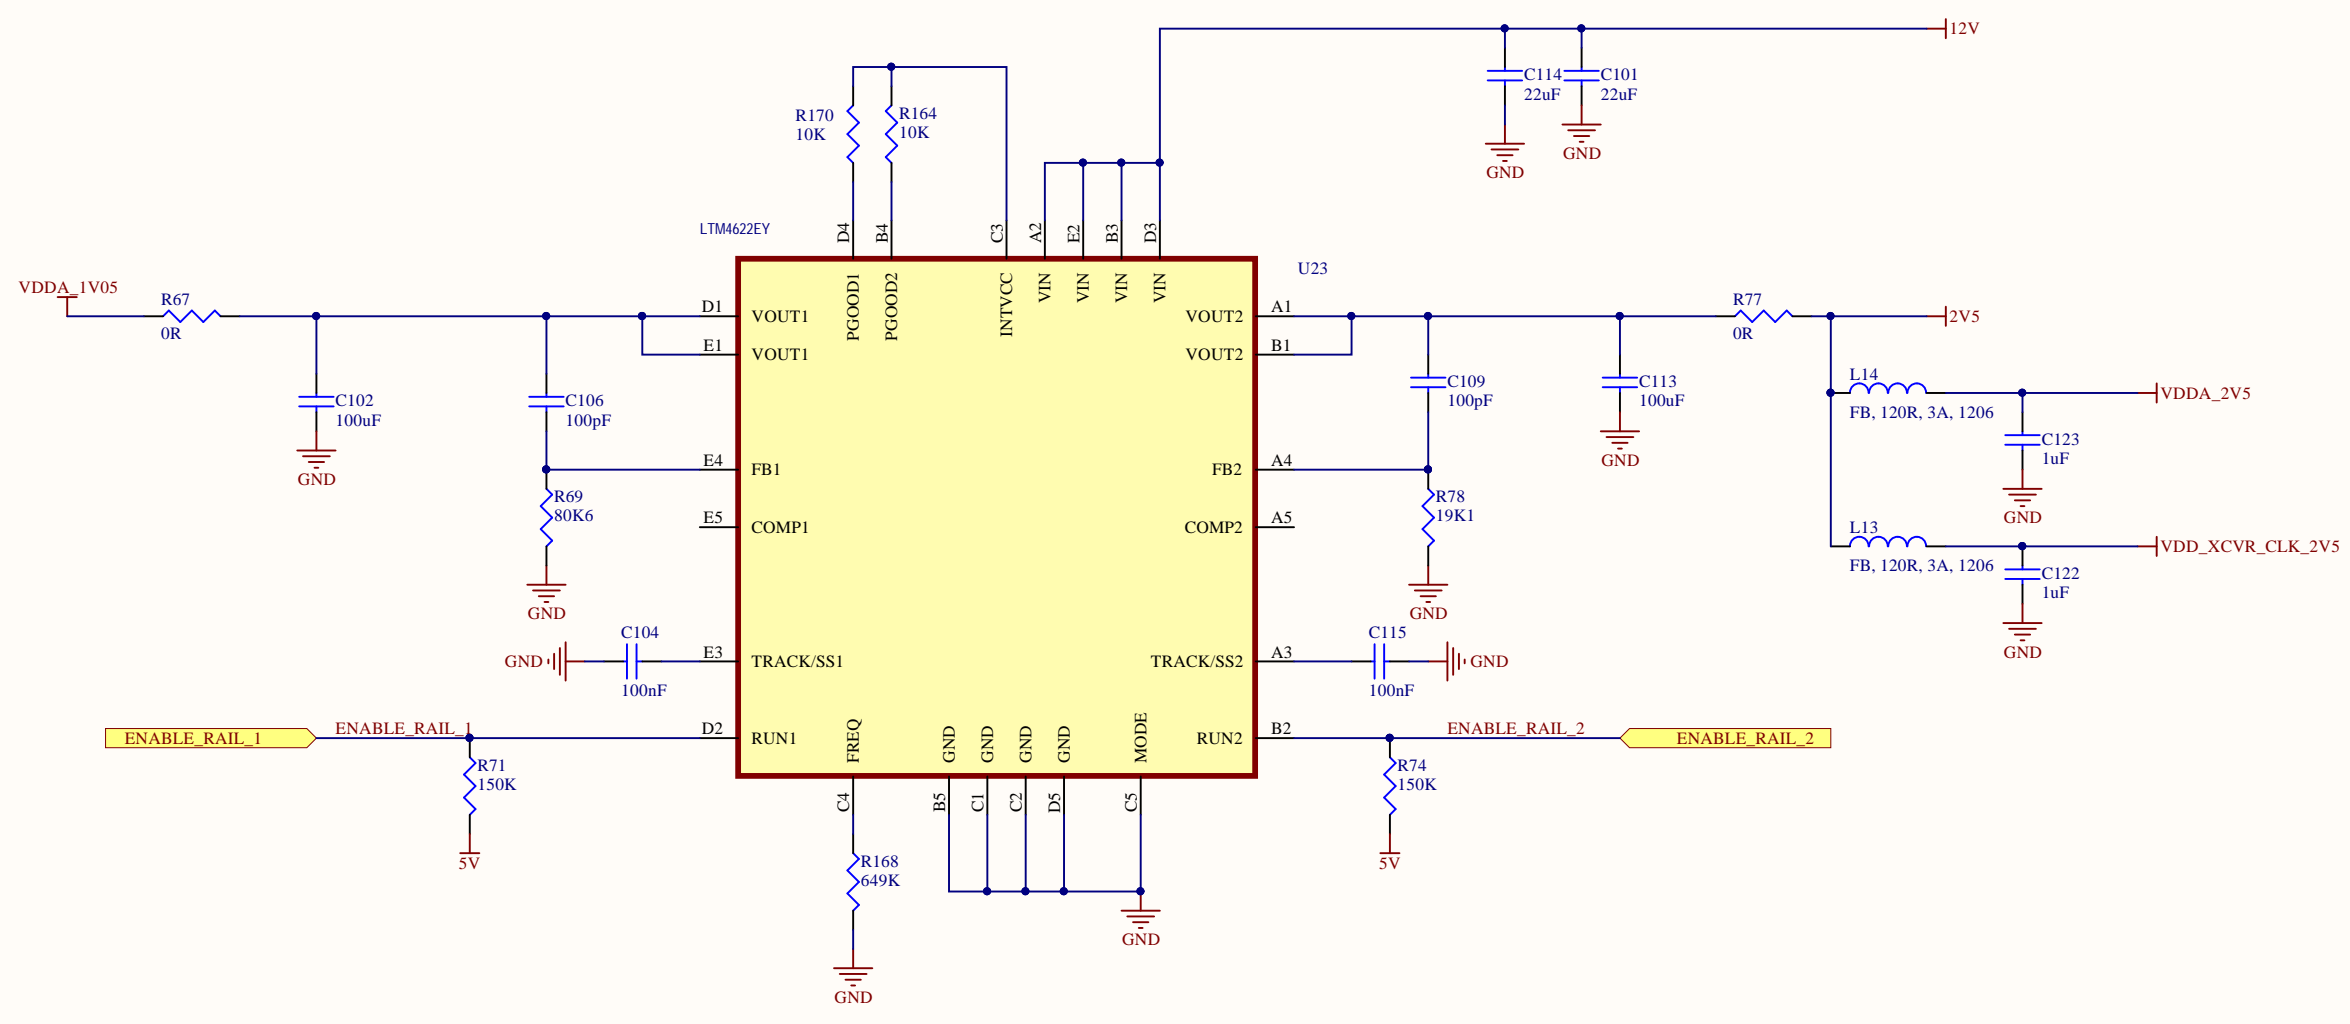 12V
C114
22uF
C101
22uF
GND
GND
R170
10K
R164
10K
LTM4622EY
D4
B4
C3
A2
E2
B3
D3
U23
PGOOD1
PGOOD2
INTVCC
VIN
VIN
VIN
VIN
VDDA_1V05
R67
0R
D1
VOUT1
E1
VOUT1
C102
100uF
GND
C106
100pF
E4
FB1
R69
80K6
GND
E5
COMP1
C104
100nF
GND
E3
TRACK/SS1
ENABLE_RAIL_1
ENABLE_RAIL_1
D2
RUN1
R71
150K
5V
FREQ
GND
GND
GND
GND
MODE
C4
B5
C1
C2
D5
C5
R168
649K
GND
GND
VOUT2
A1
VOUT2
B1
C109
100pF
C113
100uF
GND
R77
0R
2V5
L14
FB, 120R, 3A, 1206
VDDA_2V5
C123
1uF
GND
L13
FB, 120R, 3A, 1206
VDD_XCVR_CLK_2V5
C122
1uF
GND
FB2
A4
R78
19K1
GND
COMP2
A5
TRACK/SS2
A3
C115
100nF
GND
RUN2
B2
ENABLE_RAIL_2
ENABLE_RAIL_2
R74
150K
5V